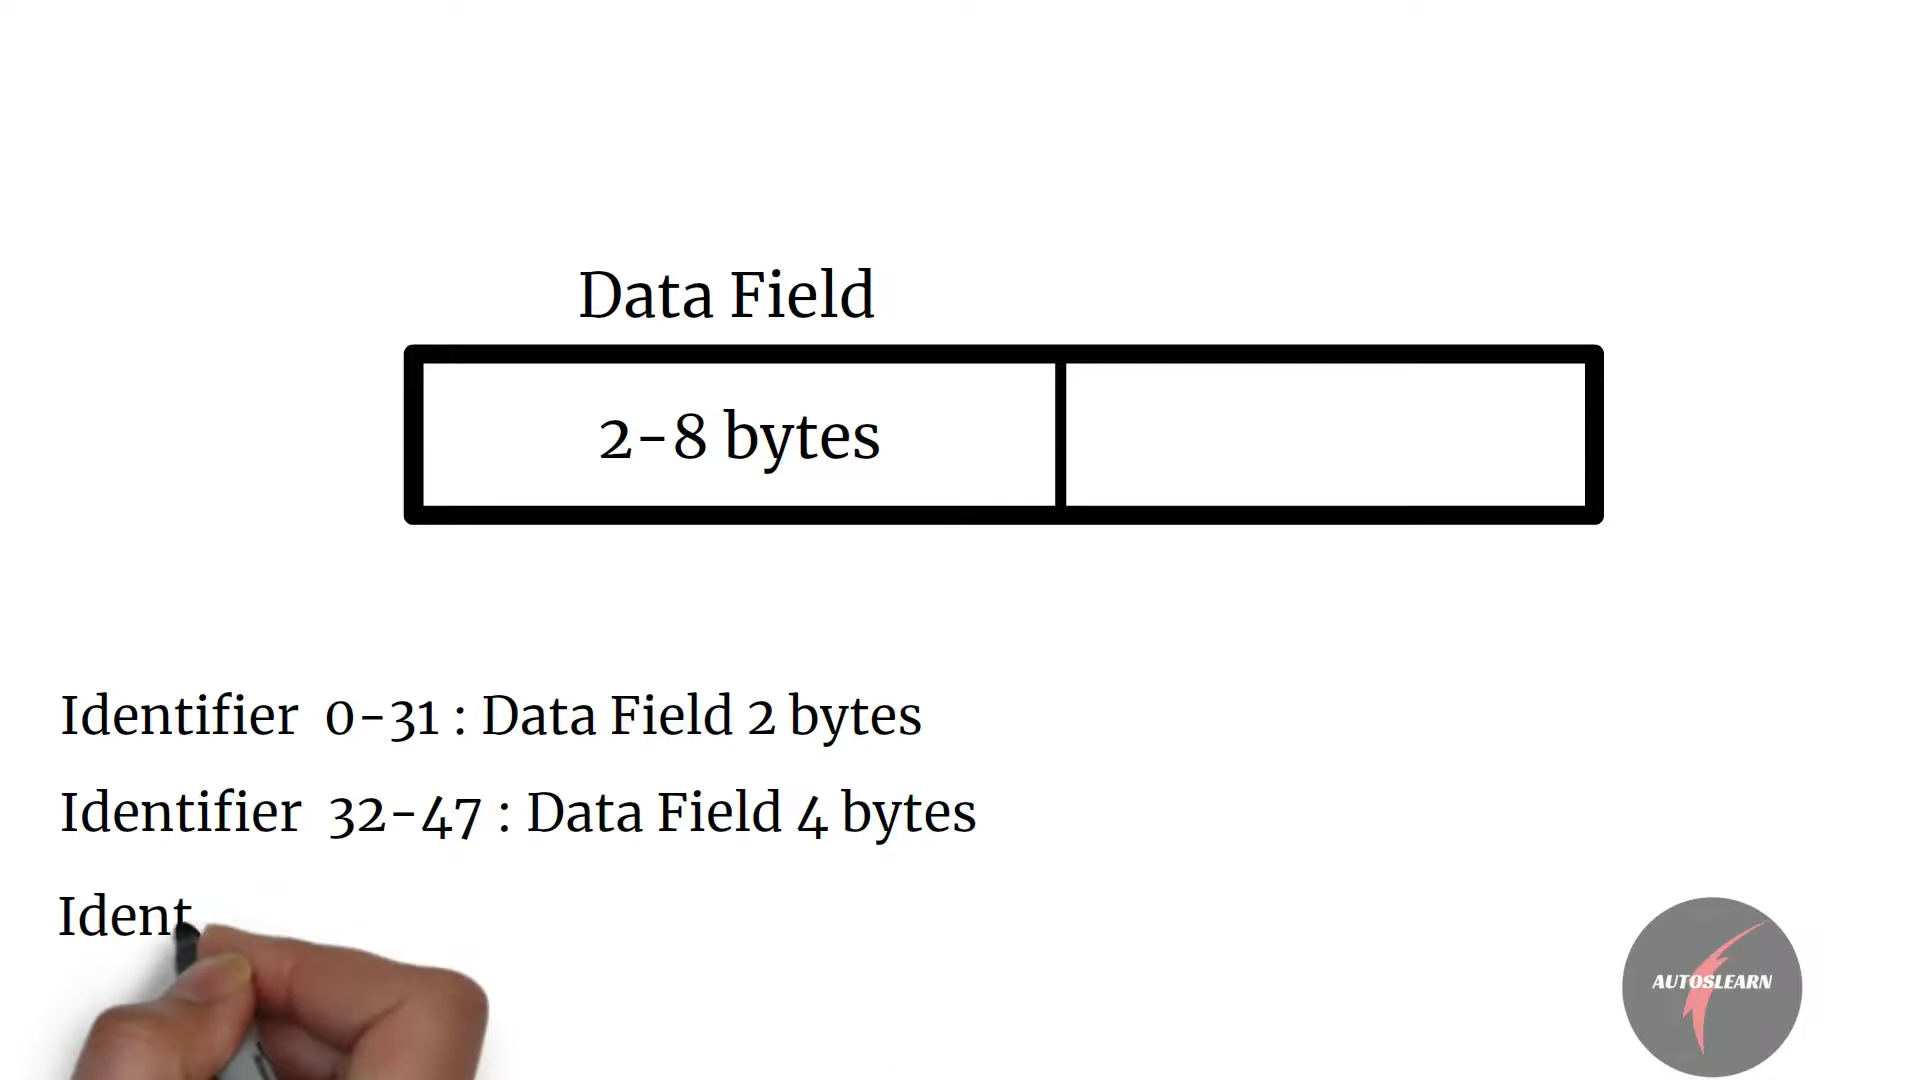 Data Field
2-8 bytes
Identifier 0-31 : Data Field 2 bytes
Identifier 32-47 : Data Field 4 bytes
Ident
AUTOSLEARN